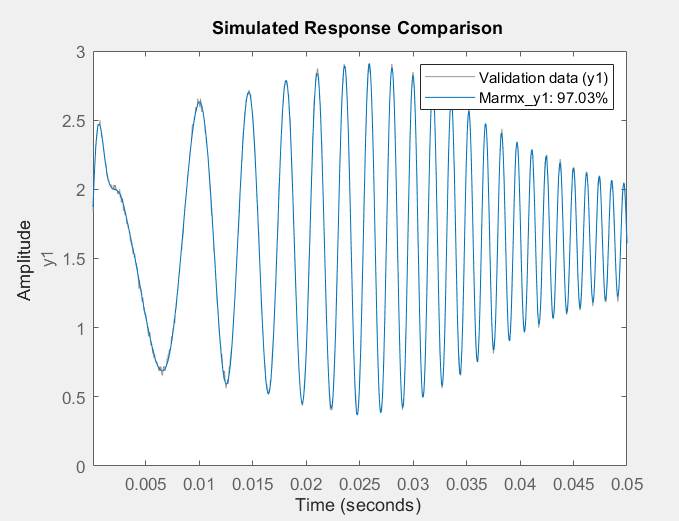 Simulated Response Comparison
3
2.5
2
1.5
1
0.5
0
Amplitude
y1
Validation data (y1)
Marmx_y1: 97.03%
0.005 0.01 0.015 0.02 0.025 0.03 0.035 0.04 0.045 0.05
Time (seconds)